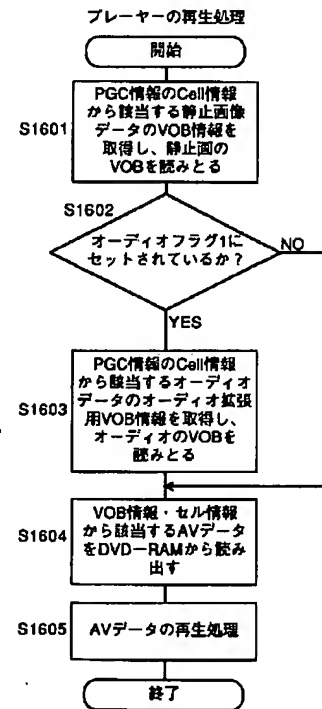 プレーヤーの再生処理
開始
S1601
PGC情報のCell情報
から該当する静止画像
データのVOB情報を
取得し、静止画の
VOBを読みとる
S1602
オーディオフラグ1に
セットされているか？
NO
YES
S1603
PGC情報のCell情報
から該当するオーディオ
データのオーディオ拡張
用VOB情報を取得し、
オーディオのVOBを
読みとる
S1604
VOB情報・セル情報
から該当するAVデータ
をDVD－RAMから読み
出す
S1605
AVデータの再生処理
終了